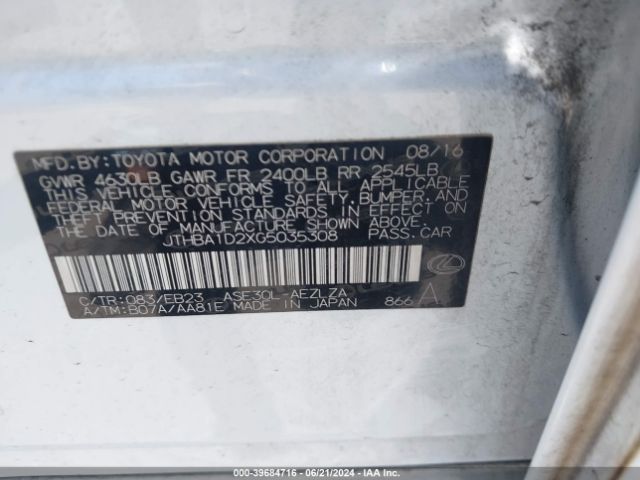 MFD.BY:TOYOTA MOTOR CORPORATION 08/16
GVWR 4630LB GAWR FR 2400LB RR 2545LB
THIS VEHICLE CONFORMS TO ALL APPLICABLE
FEDERAL MOTOR VEHICLE SAFETY, BUMPER, AND
THEFT PREVENTION STANDARDS IN EFFECT ON
THE DATE OF MANUFACTURE SHOWN ABOVE.
JTHBA1D2XG5035308 PASS.CAR
C/TR:083/EB23 ASE30L-AEZLZA
A/TM:B07A/AA81E MADE IN JAPAN 866 A
000-39684716 - 06/21/2024 - IAA Inc.